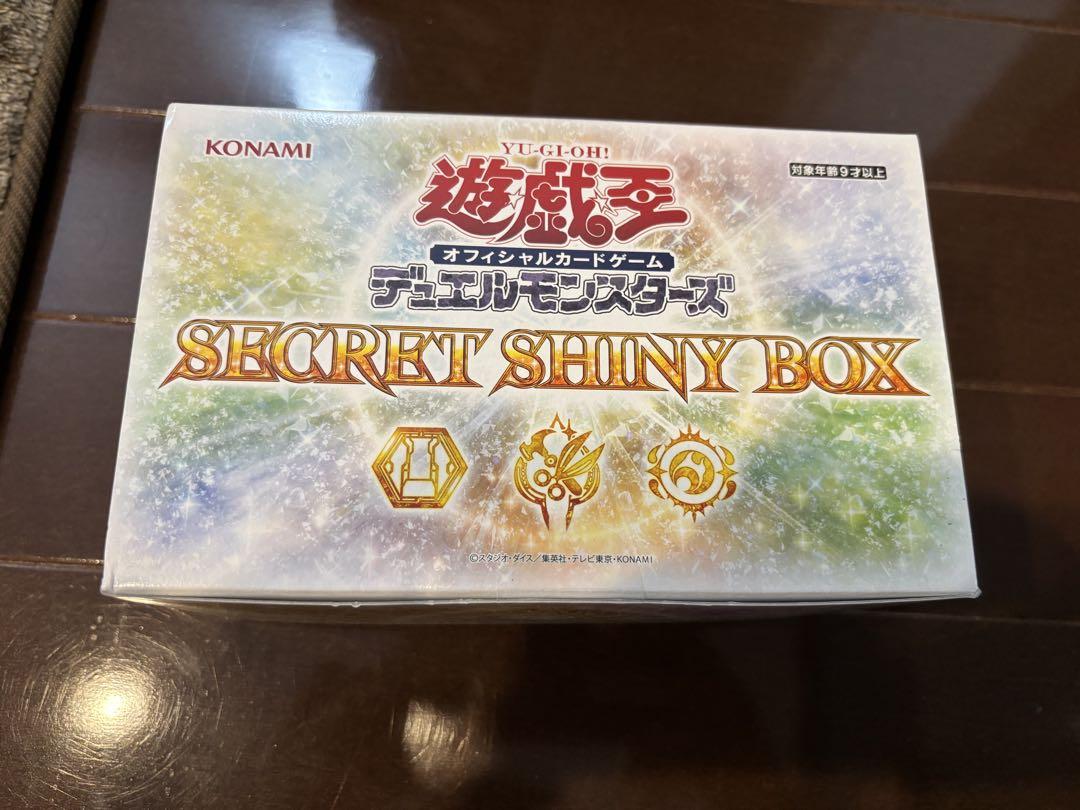 KONAMI
YU-GI-OH!
対象年齢9才以上
遊戯王
オフィシャルカードゲーム
デュエルモンスターズ
SECRET SHINY BOX
©スタジオ・ダイス/集英社・テレビ東京・KONAMI